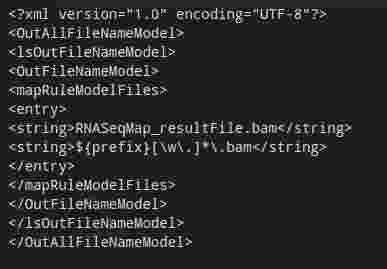 <?xml version="1.0" encoding="UTF-8"?>
<OutAllFileNameModel>
<lsOutFileNameModel>
<OutFileNameModel>
<mapRuleModelFiles>
<entry>
<string>RNASeqMap_resultFile.bam</string>
<string>${prefix}[\w\.]*\.bam</string>
</entry>
</mapRuleModelFiles>
</OutFileNameModel>
</lsOutFileNameModel>
</OutAllFileNameModel>